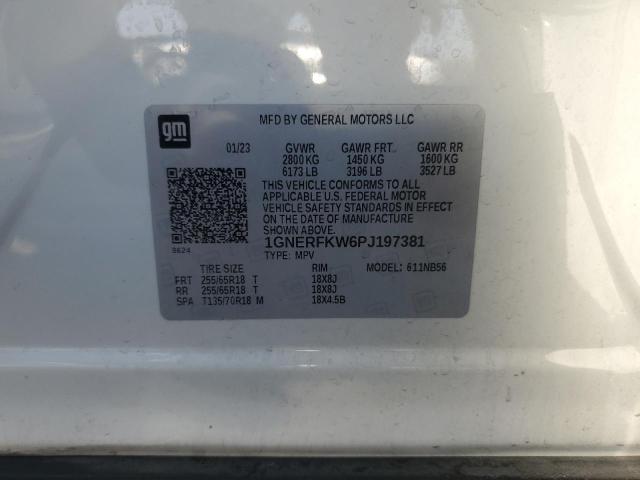 gm
MFD BY GENERAL MOTORS LLC
01/23 GVWR GAWR FRT GAWR RR
2800 KG 1450 KG 1600 KG
6173 LB 3196 LB 3527 LB
THIS VEHICLE CONFORMS TO ALL
APPLICABLE U.S. FEDERAL MOTOR
VEHICLE SAFETY STANDARDS IN EFFECT
ON THE DATE OF MANUFACTURE
SHOWN ABOVE.
1GNERFKW6PJ197381
9624
TYPE: MPV
TIRE SIZE RIM MODEL: 611NB56
FRT 255/65R18 T 18X8J
RR 255/65R18 T 18X8J
SPA T135/70R18 M 18X4.5B